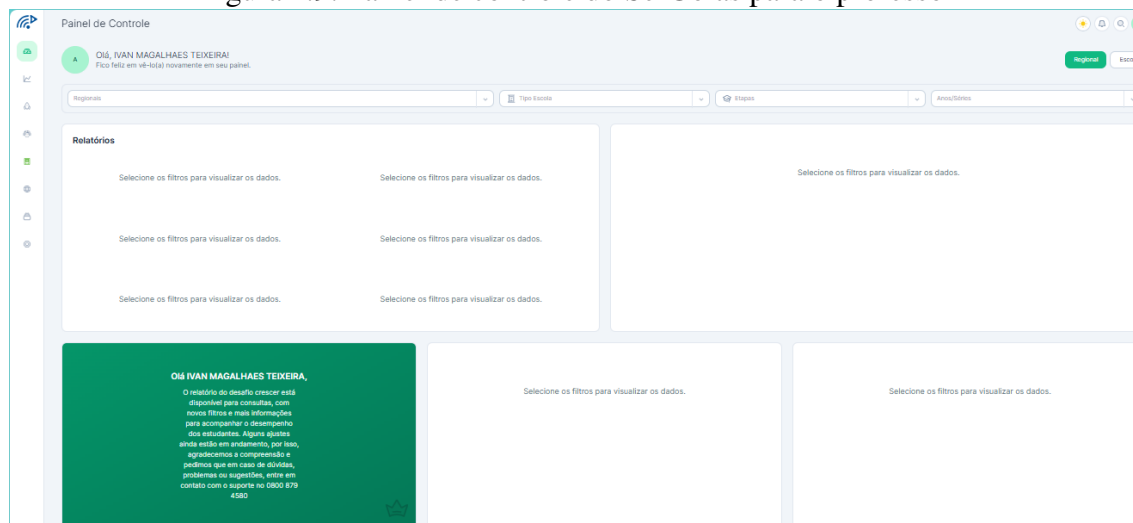 Painel de Controle
A
Olá, IVAN MAGALHAES TEIXEIRA!
Fico feliz em vê-lo(a) novamente em seu painel.
Regional
Regionais
Tipo Escola
Etapas
Anos/Séries
Relatórios
Selecione os filtros para visualizar os dados.
Selecione os filtros para visualizar os dados.
Selecione os filtros para visualizar os dados.
Selecione os filtros para visualizar os dados.
Selecione os filtros para visualizar os dados.
Selecione os filtros para visualizar os dados.
Selecione os filtros para visualizar os dados.
Olá IVAN MAGALHAES TEIXEIRA,
O relatório do desafio crescer está
disponível para consultas, com
novos filtros e mais informações
para acompanhar o desempenho
dos estudantes. Alguns ajustes
ainda estão em andamento, por isso,
agradecemos a compreensão e
pedimos que em caso de dúvidas,
problemas ou sugestões, entre em
contato com o suporte no 0800 879
4580
Selecione os filtros para visualizar os dados.
Selecione os filtros para visualizar os dados.